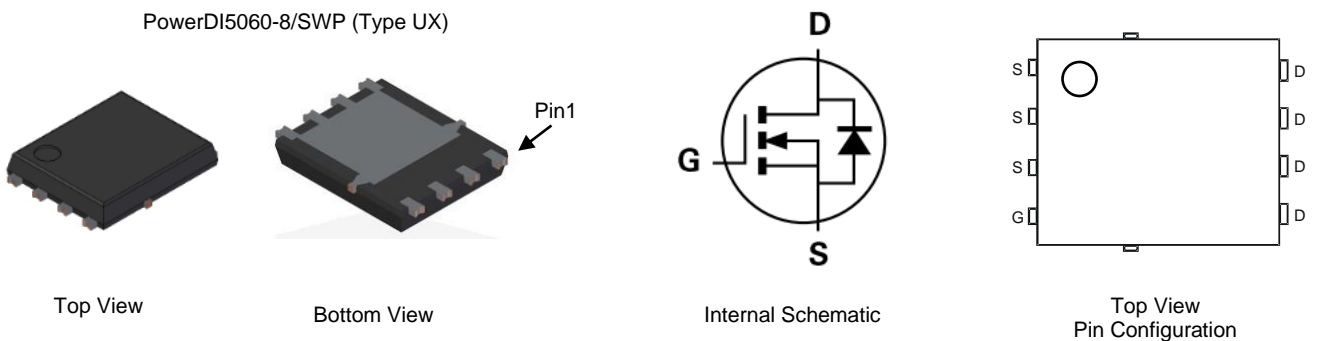 PowerDI5060-8/SWP (Type UX)
Pin1
Top View
Bottom View
D
G
S
Internal Schematic
S
D
S
D
S
D
G
D
Top View
Pin Configuration